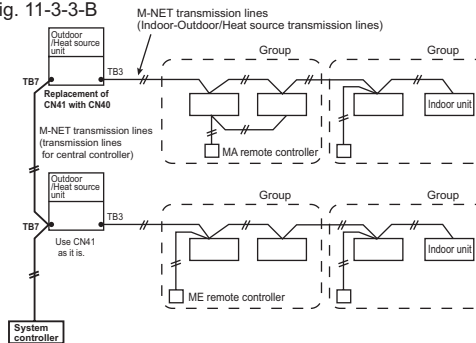 ig. 11-3-3-B
M-NET transmission lines
(Indoor-Outdoor/Heat source transmission lines)
Outdoor
/Heat source
unit
TB7
TB3
Replacement of
CN41 with CN40
Group
Group
Indoor unit
MA remote controller
M-NET transmission lines
(transmission lines
for central controller)
Outdoor
/Heat source
unit
TB7
TB3
Use CN41
as it is.
Group
Group
Indoor unit
ME remote controller
System
controller